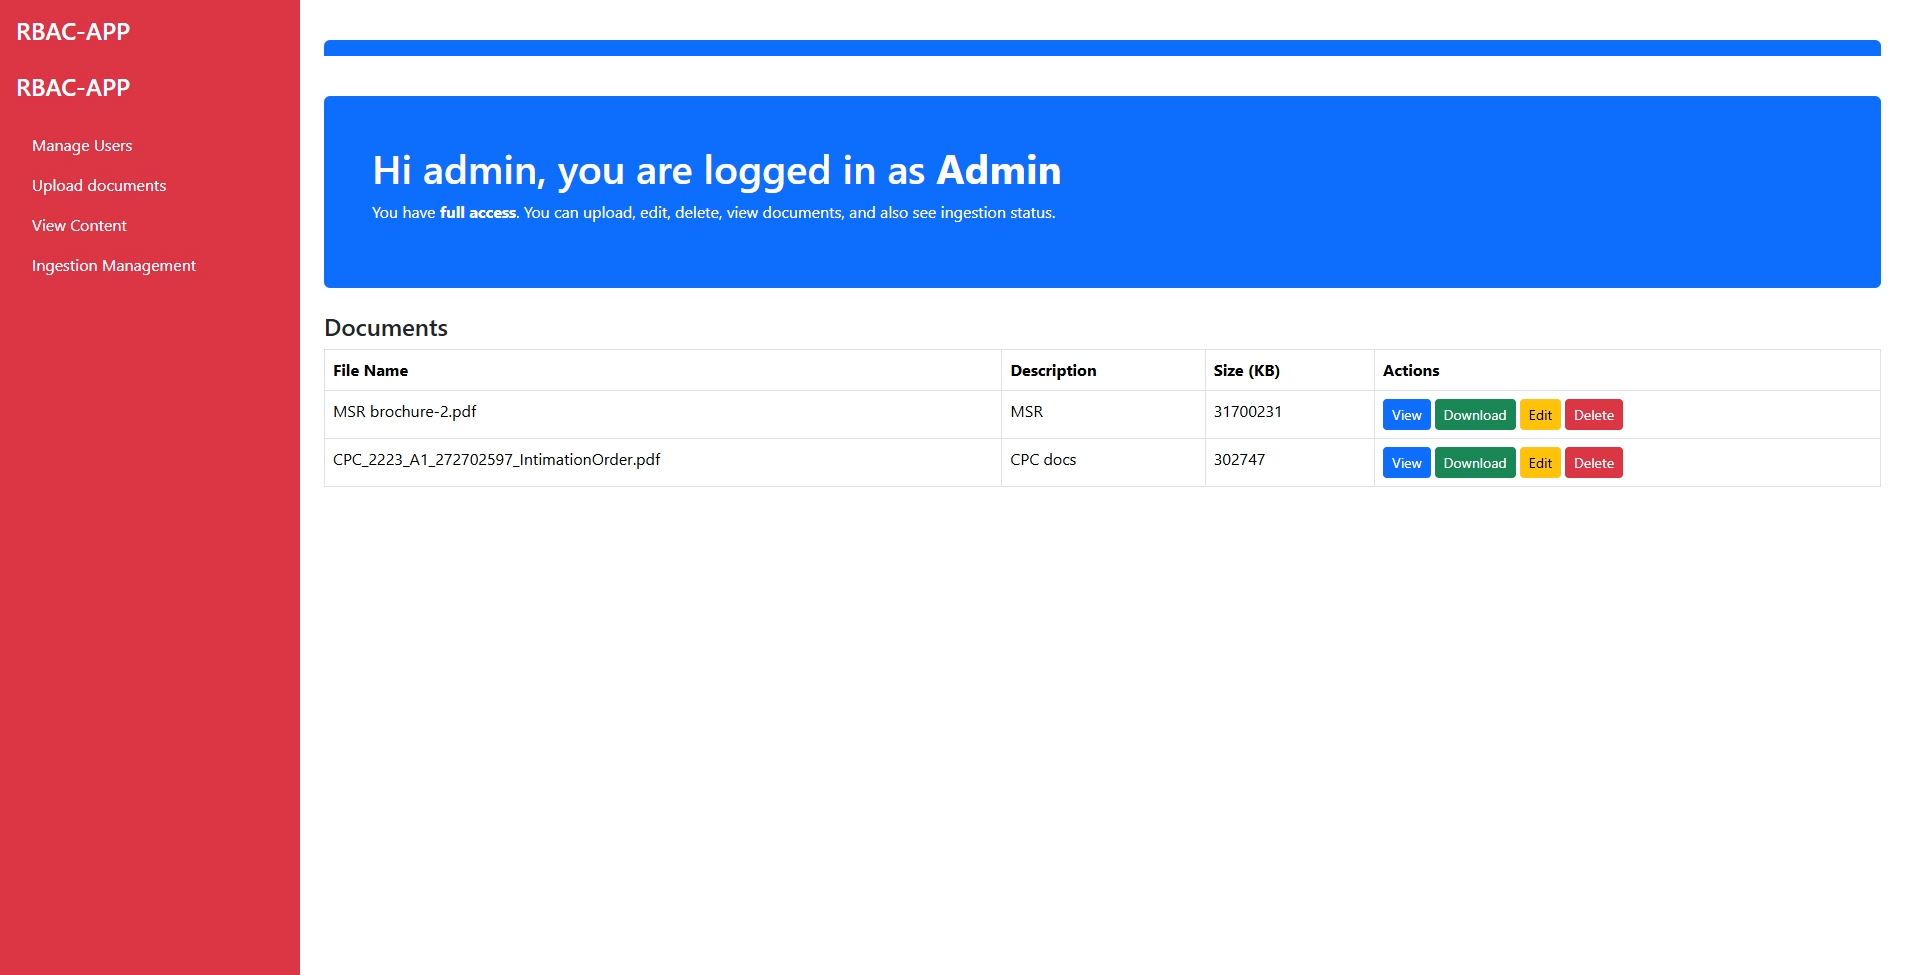 RBAC-APP
RBAC-APP
Manage Users
Upload documents
View Content
Ingestion Management
Hi admin, you are logged in as Admin
You have full access. You can upload, edit, delete, view documents, and also see ingestion status.
Documents
File Name Description Size (KB) Actions
MSR brochure-2.pdf MSR 31700231 View Download Edit Delete
CPC_2223_A1_272702597_IntimationOrder.pdf CPC docs 302747 View Download Edit Delete